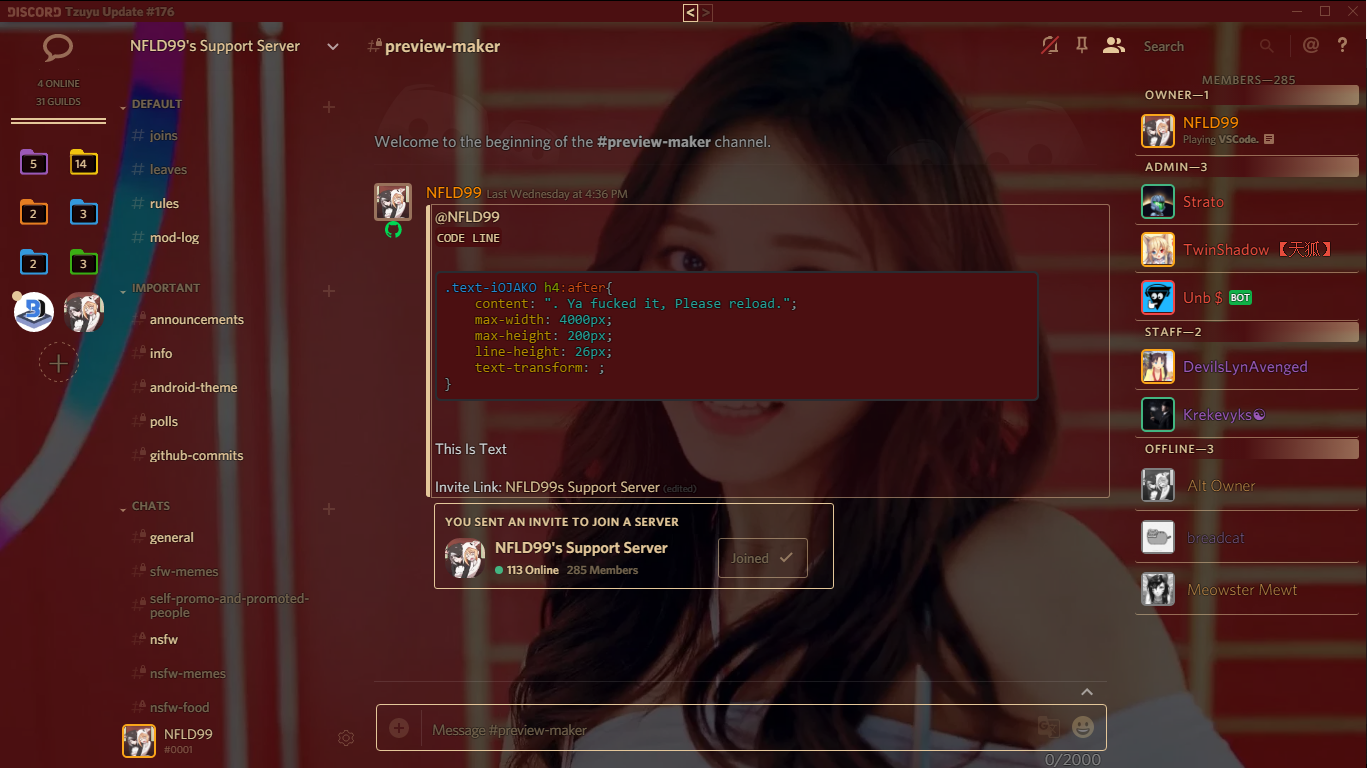 DISCORD Tzuyu Update #176
< >
4 ONLINE
31 GUILDS
5
14
2
3
2
3
NFLD99's Support Server
DEFAULT
# joins
# leaves
# rules
# mod-log
IMPORTANT
# announcements
# info
# android-theme
# polls
# github-commits
CHATS
# general
# sfw-memes
# self-promo-and-promoted-
people
# nsfw
# nsfw-memes
# nsfw-food
NFLD99
#0001
# preview-maker
Search
@ ?
Welcome to the beginning of the #preview-maker channel.
NFLD99 Last Wednesday at 4:36 PM
@NFLD99
CODE LINE
.text-iOJAKO h4:after{
content: ". Ya fucked it, Please reload.";
max-width: 4000px;
max-height: 200px;
line-height: 26px;
text-transform: ;
}
This Is Text
Invite Link: NFLD99s Support Server (edited)
YOU SENT AN INVITE TO JOIN A SERVER
NFLD99's Support Server
113 Online 285 Members
Joined
Message #preview-maker
0/2000
MEMBERS—285
OWNER—1
NFLD99
Playing VSCode.
ADMIN—3
Strato
TwinShadow 【天狐】
Unb $ BOT
STAFF—2
DevilsLynAvenged
Krekevyks☯
OFFLINE—3
Alt Owner
breadcat
Meowster Mewt